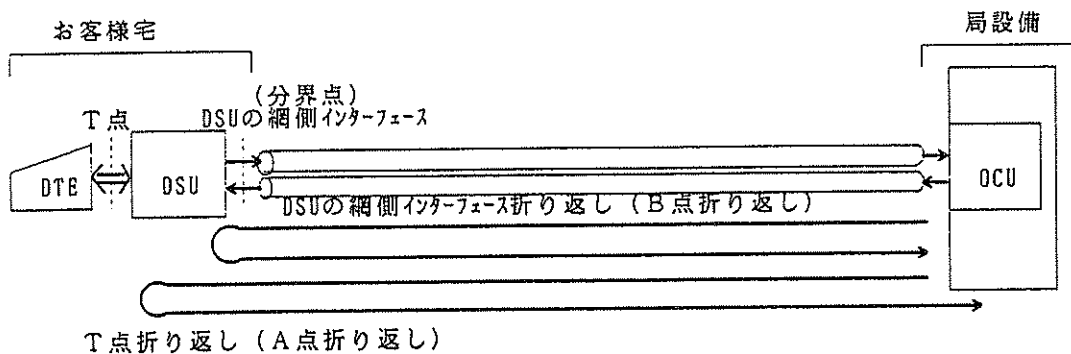 お客様宅
局設備
(分界点)
T点
DSUの網側インターフェース
DTE
DSU
OCU
DSUの網側インターフェース折り返し(B点折り返し)
T点折り返し(A点折り返し)